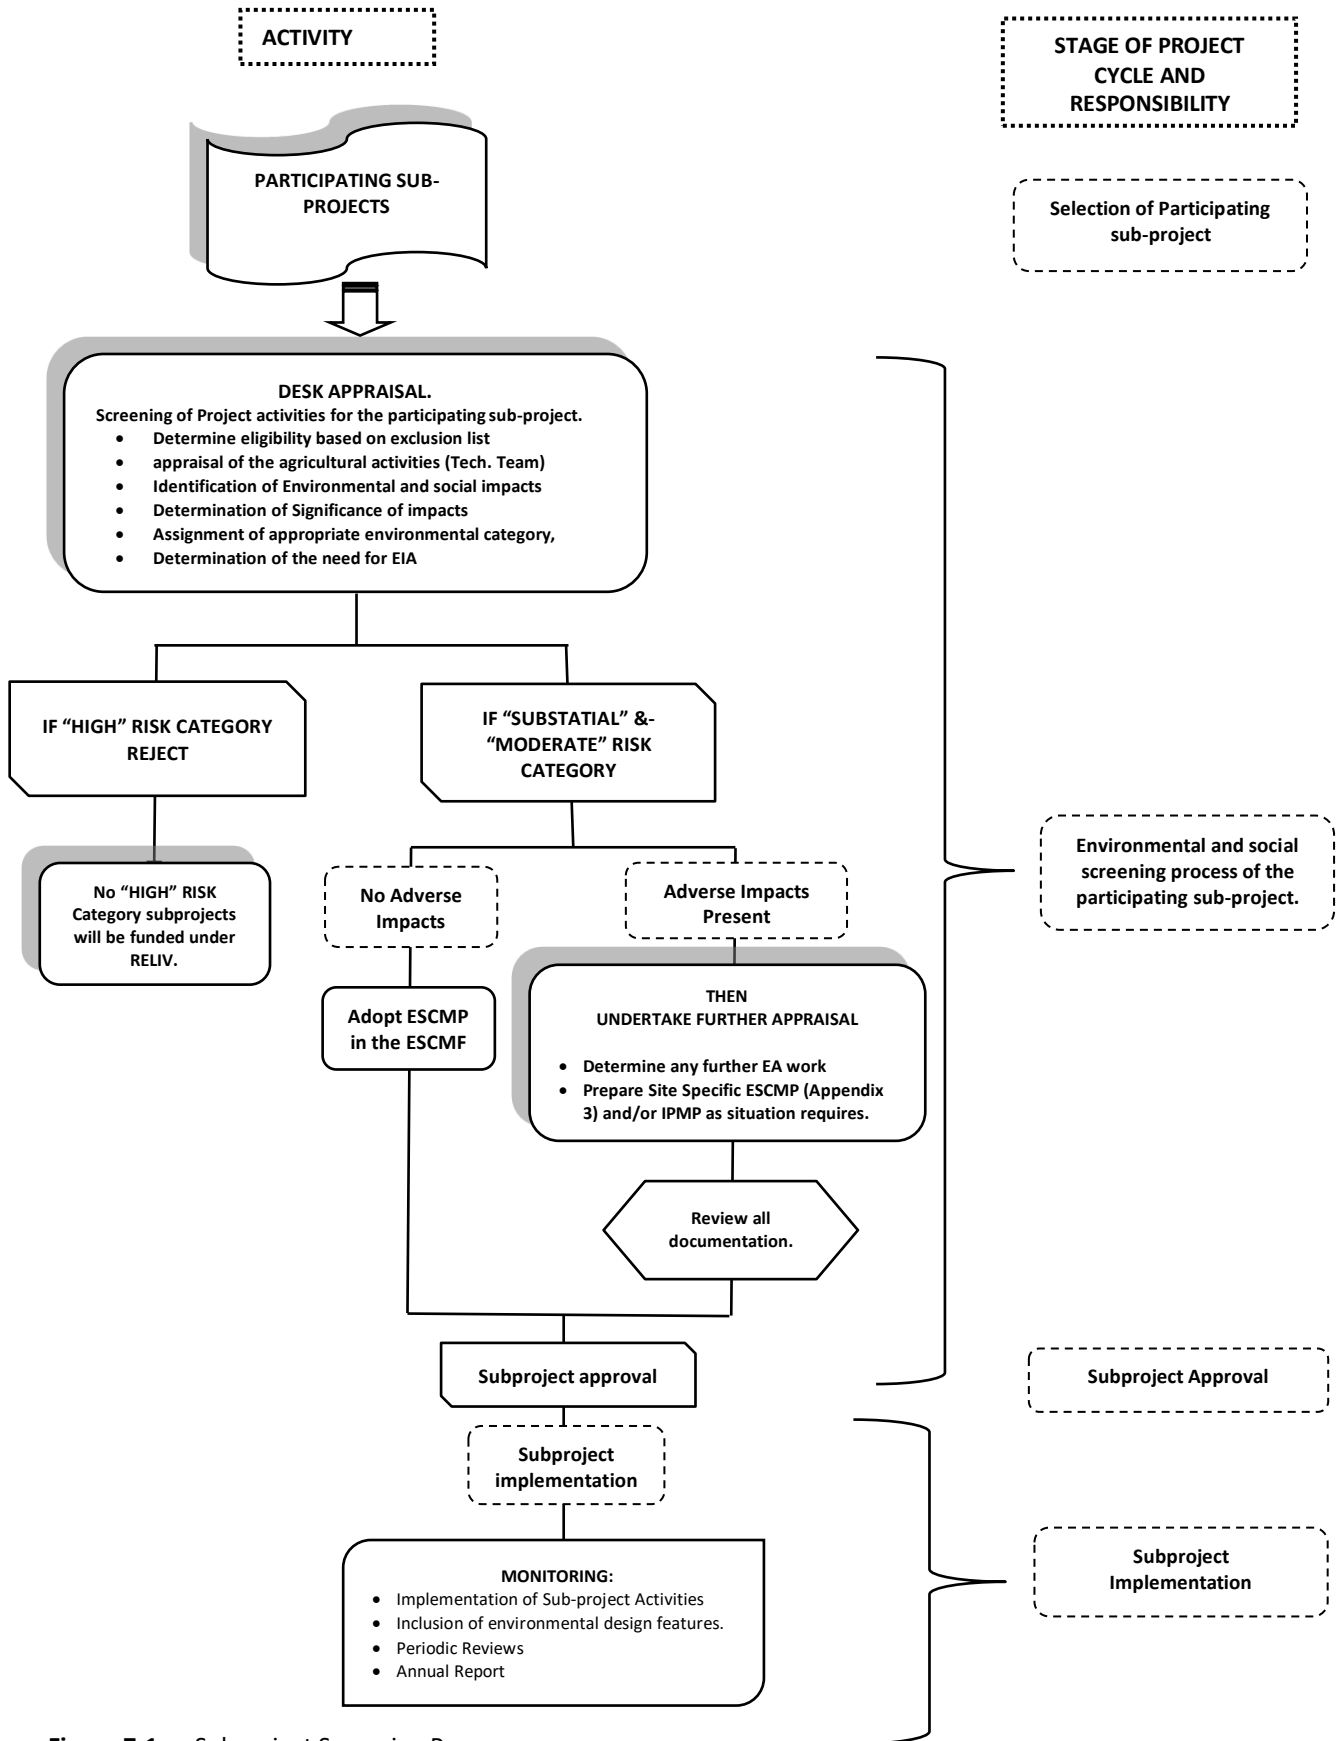 ACTIVITY
STAGE OF PROJECT
CYCLE AND
RESPONSIBILITY
PARTICIPATING SUB-
PROJECTS
Selection of Participating
sub-project
DESK APPRAISAL.
Screening of Project activities for the participating sub-project.
• Determine eligibility based on exclusion list
• appraisal of the agricultural activities (Tech. Team)
• Identification of Environmental and social impacts
• Determination of Significance of impacts
• Assignment of appropriate environmental category,
• Determination of the need for EIA
IF “HIGH” RISK CATEGORY
REJECT
IF “SUBSTATIAL” &-
“MODERATE” RISK
CATEGORY
No “HIGH” RISK
Category subprojects
will be funded under
RELIV.
No Adverse
Impacts
Adverse Impacts
Present
Environmental and social
screening process of the
participating sub-project.
Adopt ESCMP
in the ESCMF
THEN
UNDERTAKE FURTHER APPRAISAL
• Determine any further EA work
• Prepare Site Specific ESCMP (Appendix
3) and/or IPMP as situation requires.
Review all
documentation.
Subproject approval
Subproject Approval
Subproject
implementation
Subproject
Implementation
MONITORING:
• Implementation of Sub-project Activities
• Inclusion of environmental design features.
• Periodic Reviews
• Annual Report